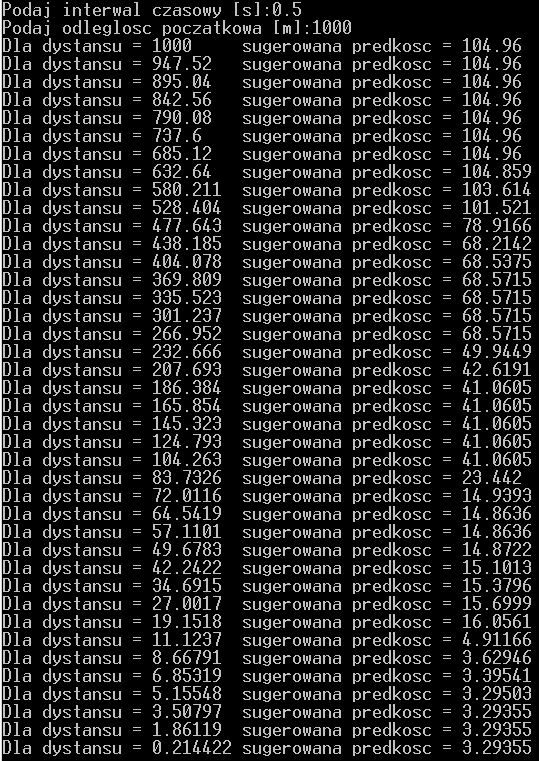 Podaj interwal czasowy [s]:0.5
Podaj odleglosc poczatkowa [m]:1000
Dla dystansu = 1000 sugerowana predkosc = 104.96
Dla dystansu = 947.52 sugerowana predkosc = 104.96
Dla dystansu = 895.04 sugerowana predkosc = 104.96
Dla dystansu = 842.56 sugerowana predkosc = 104.96
Dla dystansu = 790.08 sugerowana predkosc = 104.96
Dla dystansu = 737.6 sugerowana predkosc = 104.96
Dla dystansu = 685.12 sugerowana predkosc = 104.96
Dla dystansu = 632.64 sugerowana predkosc = 104.859
Dla dystansu = 580.211 sugerowana predkosc = 103.614
Dla dystansu = 528.404 sugerowana predkosc = 101.521
Dla dystansu = 477.643 sugerowana predkosc = 78.9166
Dla dystansu = 438.185 sugerowana predkosc = 68.2142
Dla dystansu = 404.078 sugerowana predkosc = 68.5375
Dla dystansu = 369.809 sugerowana predkosc = 68.5715
Dla dystansu = 335.523 sugerowana predkosc = 68.5715
Dla dystansu = 301.237 sugerowana predkosc = 68.5715
Dla dystansu = 266.952 sugerowana predkosc = 68.5715
Dla dystansu = 232.666 sugerowana predkosc = 49.9449
Dla dystansu = 207.693 sugerowana predkosc = 42.6191
Dla dystansu = 186.384 sugerowana predkosc = 41.0605
Dla dystansu = 165.854 sugerowana predkosc = 41.0605
Dla dystansu = 145.323 sugerowana predkosc = 41.0605
Dla dystansu = 124.793 sugerowana predkosc = 41.0605
Dla dystansu = 104.263 sugerowana predkosc = 41.0605
Dla dystansu = 83.7326 sugerowana predkosc = 23.442
Dla dystansu = 72.0116 sugerowana predkosc = 14.9393
Dla dystansu = 64.5419 sugerowana predkosc = 14.8636
Dla dystansu = 57.1101 sugerowana predkosc = 14.8636
Dla dystansu = 49.6783 sugerowana predkosc = 14.8722
Dla dystansu = 42.2422 sugerowana predkosc = 15.1013
Dla dystansu = 34.6915 sugerowana predkosc = 15.3796
Dla dystansu = 27.0017 sugerowana predkosc = 15.6999
Dla dystansu = 19.1518 sugerowana predkosc = 16.0561
Dla dystansu = 11.1237 sugerowana predkosc = 4.91166
Dla dystansu = 8.66791 sugerowana predkosc = 3.62946
Dla dystansu = 6.85319 sugerowana predkosc = 3.39541
Dla dystansu = 5.15548 sugerowana predkosc = 3.29503
Dla dystansu = 3.50797 sugerowana predkosc = 3.29355
Dla dystansu = 1.86119 sugerowana predkosc = 3.29355
Dla dystansu = 0.214422 sugerowana predkosc = 3.29355